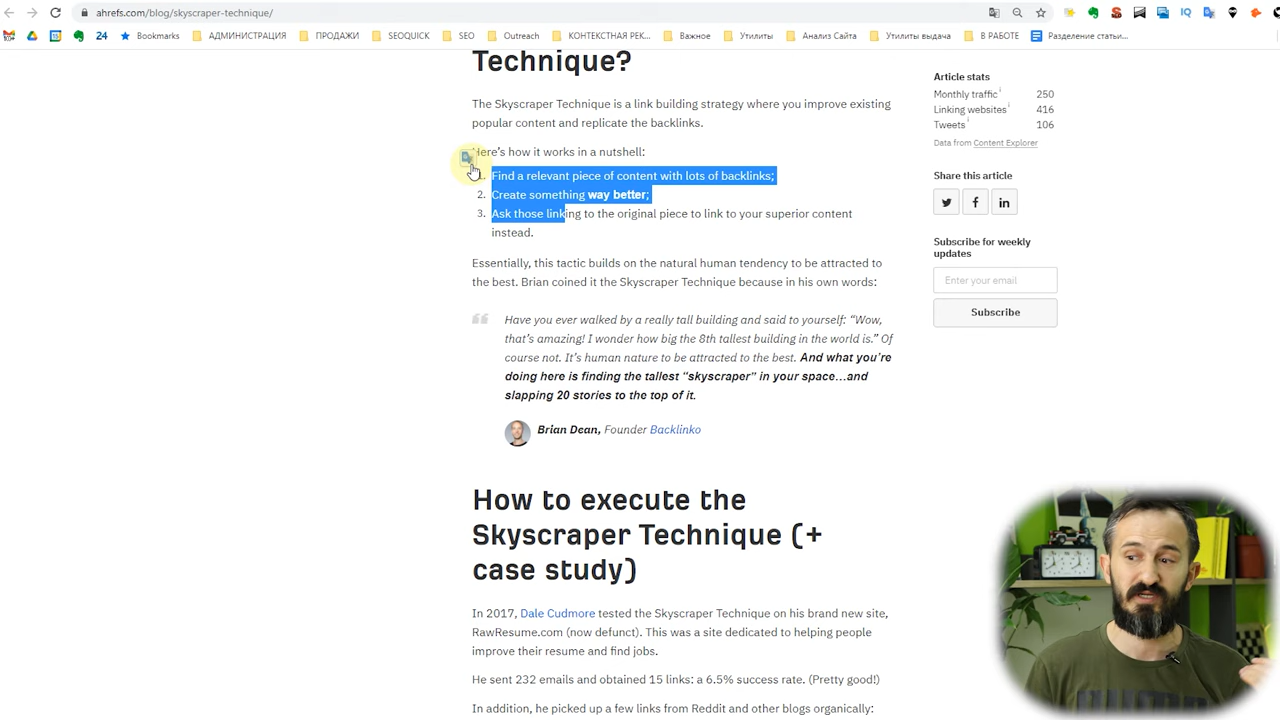 ahrefs.com/blog/skyscraper-technique/
24 Bookmarks АДМИНИСТРАЦИЯ ПРОДАЖИ SEOQUICK SEO Outreach КОНТЕКСТНАЯ РЕК... Важное Утилиты Анализ Сайта Утилиты выдача В РАБОТЕ Разделение статьи...
Technique?
The Skyscraper Technique is a link building strategy where you improve existing
popular content and replicate the backlinks.
Here's how it works in a nutshell:
1. Find a relevant piece of content with lots of backlinks;
2. Create something way better;
3. Ask those linking to the original piece to link to your superior content
instead.
Essentially, this tactic builds on the natural human tendency to be attracted to
the best. Brian coined it the Skyscraper Technique because in his own words:
Have you ever walked by a really tall building and said to yourself: “Wow,
that's amazing! I wonder how big the 8th tallest building in the world is.” Of
course not. It's human nature to be attracted to the best. And what you're
doing here is finding the tallest “skyscraper” in your space…and
slapping 20 stories to the top of it.
Brian Dean, Founder Backlinko
How to execute the
Skyscraper Technique (+
case study)
In 2017, Dale Cudmore tested the Skyscraper Technique on his brand new site,
RawResume.com (now defunct). This was a site dedicated to helping people
improve their resume and find jobs.
He sent 232 emails and obtained 15 links: a 6.5% success rate. (Pretty good!)
In addition, he picked up a few links from Reddit and other blogs organically:
Article stats
Monthly traffic i 250
Linking websites i 416
Tweets i 106
Data from Content Explorer
Share this article
Subscribe for weekly
updates
Enter your email
Subscribe